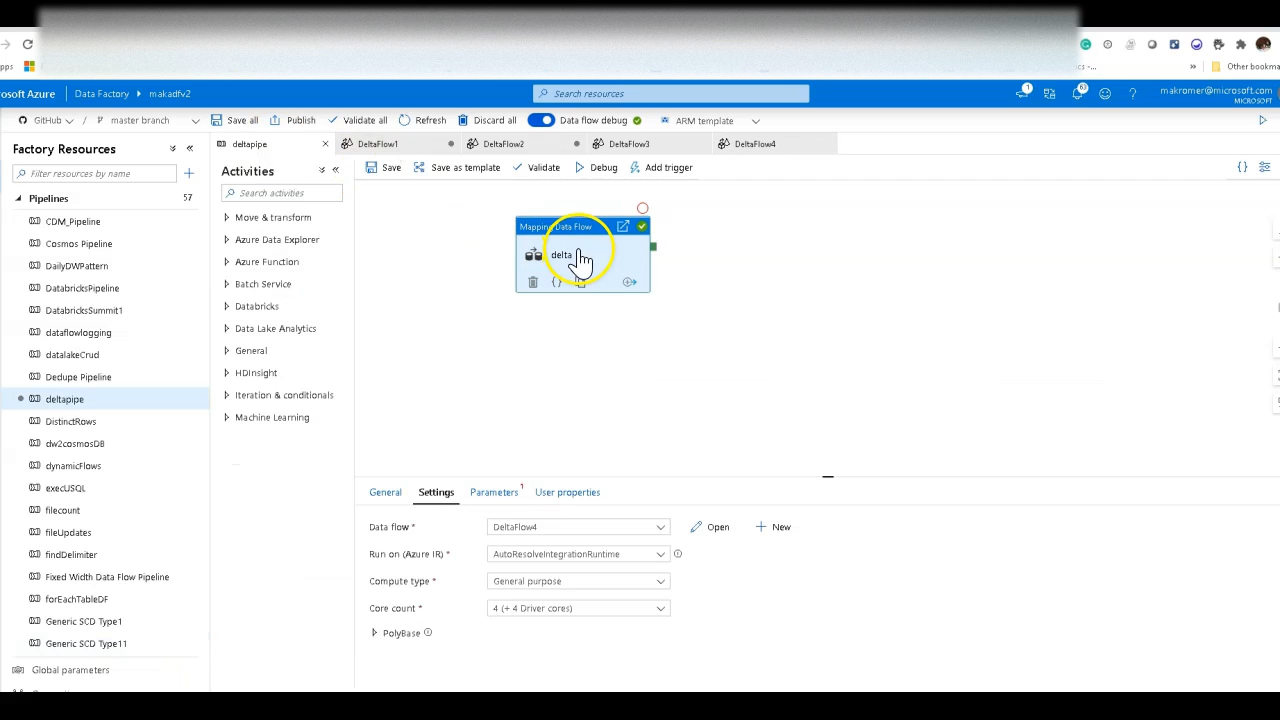 apps
Other bookma
osoft Azure Data Factory makadfv2
Search resources
1
63
makromer@microsoft.com
MICROSOFT
GitHub master branch
Save all Publish Validate all Refresh Discard all Data flow debug ARM template
Factory Resources
Filter resources by name
Pipelines 57
CDM_Pipeline
Cosmos Pipeline
DailyDWPattern
DatabricksPipeline
DatabricksSummit1
dataflowlogging
datalakeCrud
Dedupe Pipeline
deltapipe
DistinctRows
dw2cosmosDB
dynamicFlows
execUSQL
filecount
fileUpdates
findDelimiter
Fixed Width Data Flow Pipeline
forEachTableDF
Generic SCD Type1
Generic SCD Type11
Global parameters
deltapipe DeltaFlow1 DeltaFlow2 DeltaFlow3 DeltaFlow4
Activities
Search activities
Move & transform
Azure Data Explorer
Azure Function
Batch Service
Databricks
Data Lake Analytics
General
HDInsight
Iteration & conditionals
Machine Learning
Save Save as template Validate Debug Add trigger
Mapping Data Flow
delta
General Settings Parameters 1 User properties
Data flow * DeltaFlow4 Open New
Run on (Azure IR) * AutoResolveIntegrationRuntime
Compute type * General purpose
Core count * 4 (+ 4 Driver cores)
PolyBase